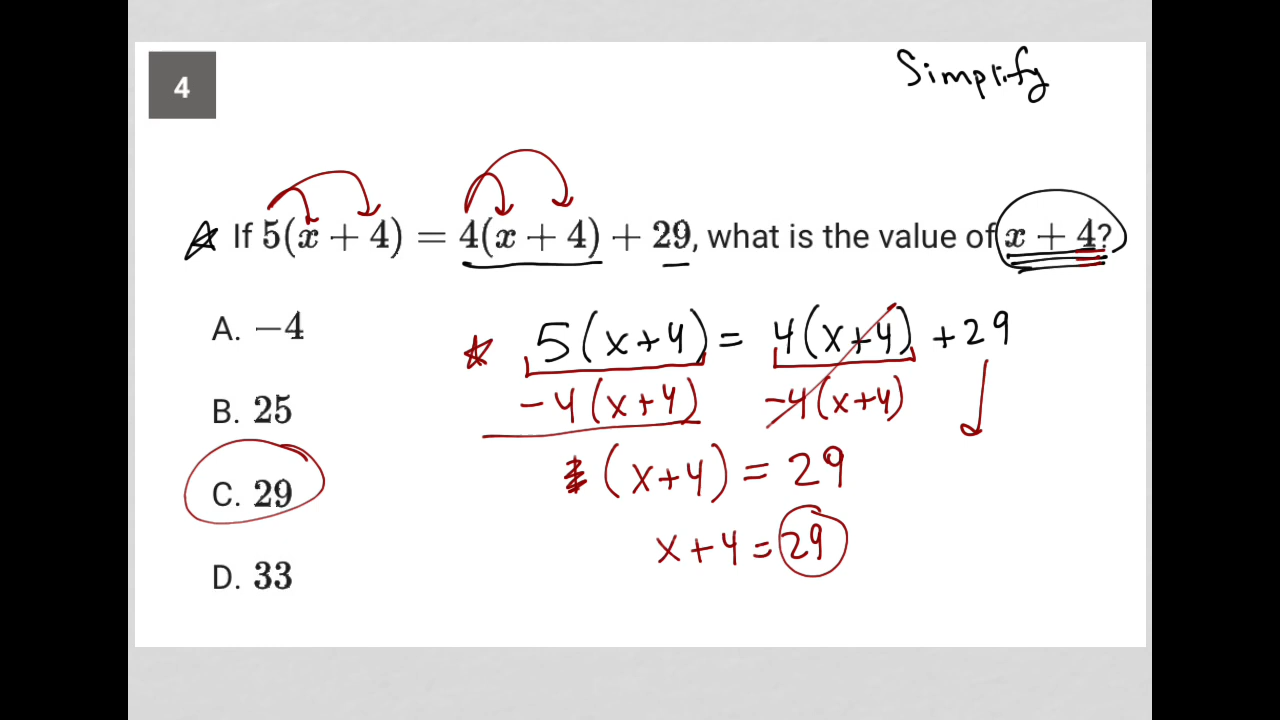 Simplify
4
If 5(x + 4) = 4(x + 4) + 29, what is the value of x + 4?
A. −4
B. 25
C. 29
D. 33
5(x+4) = 4(x+4) +29
−4(x+4) −4(x+4)
(x+4) = 29
x+4 = 29